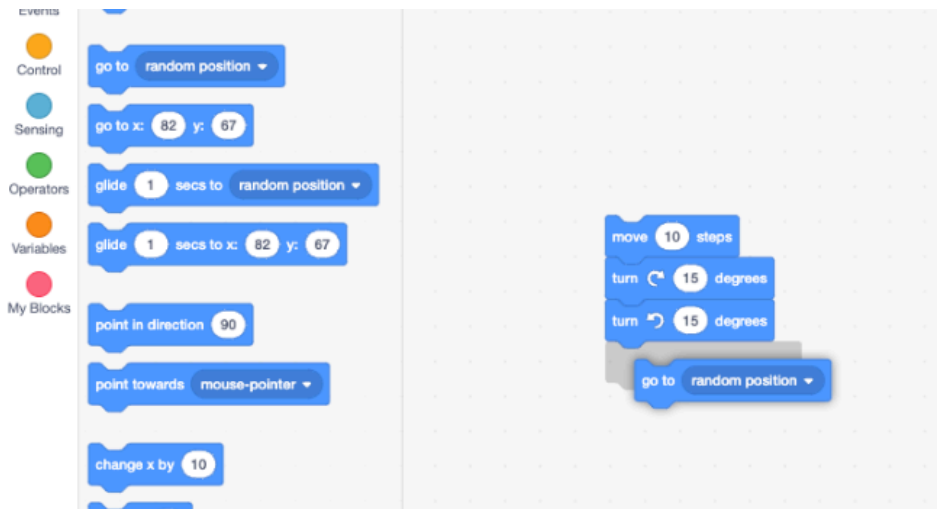 Events
Control
Sensing
Operators
Variables
My Blocks
go to random position
go to x: 82 y: 67
glide 1 secs to random position
glide 1 secs to x: 82 y: 67
point in direction 90
point towards mouse-pointer
change x by 10
move 10 steps
turn 15 degrees
turn 15 degrees
go to random position